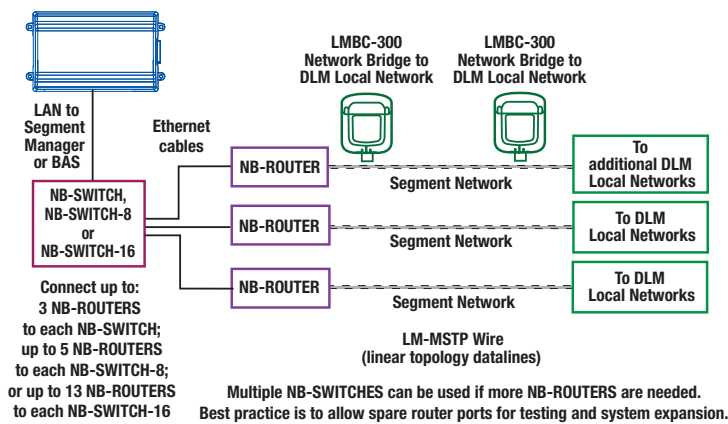 LMBC-300
Network Bridge to
DLM Local Network
LMBC-300
Network Bridge to
DLM Local Network
LAN to
Segment
Manager
or BAS
Ethernet
cables
NB-SWITCH,
NB-SWITCH-8
or
NB-SWITCH-16
NB-ROUTER
Segment Network
To
additional DLM
Local Networks
NB-ROUTER
Segment Network
To DLM
Local Networks
NB-ROUTER
Segment Network
To DLM
Local Networks
Connect up to:
3 NB-ROUTERS
to each NB-SWITCH;
up to 5 NB-ROUTERS
to each NB-SWITCH-8;
or up to 13 NB-ROUTERS
to each NB-SWITCH-16
LM-MSTP Wire
(linear topology datalines)
Multiple NB-SWITCHES can be used if more NB-ROUTERS are needed.
Best practice is to allow spare router ports for testing and system expansion.